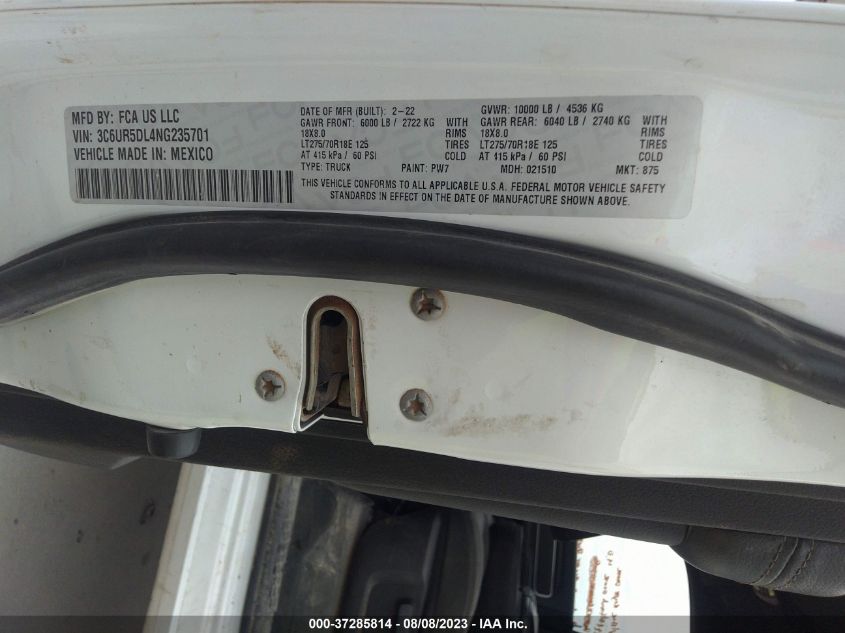 MFD BY: FCA US LLC
VIN: 3C6UR5DL4NG235701
VEHICLE MADE IN: MEXICO
DATE OF MFR (BUILT): 2-22 GVWR: 10000 LB / 4536 KG
GAWR FRONT: 6000 LB / 2722 KG WITH GAWR REAR: 6040 LB / 2740 KG WITH
18X8.0 RIMS 18X8.0 RIMS
LT275/70R18E 125 TIRES LT275/70R18E 125 TIRES
AT 415 kPa / 60 PSI COLD AT 415 kPa / 60 PSI COLD
TYPE: TRUCK PAINT: PW7 MDH: 021510 MKT: 875
THIS VEHICLE CONFORMS TO ALL APPLICABLE U.S.A. FEDERAL MOTOR VEHICLE SAFETY
STANDARDS IN EFFECT ON THE DATE OF MANUFACTURE SHOWN ABOVE.
000-37285814 - 08/08/2023 - IAA Inc.